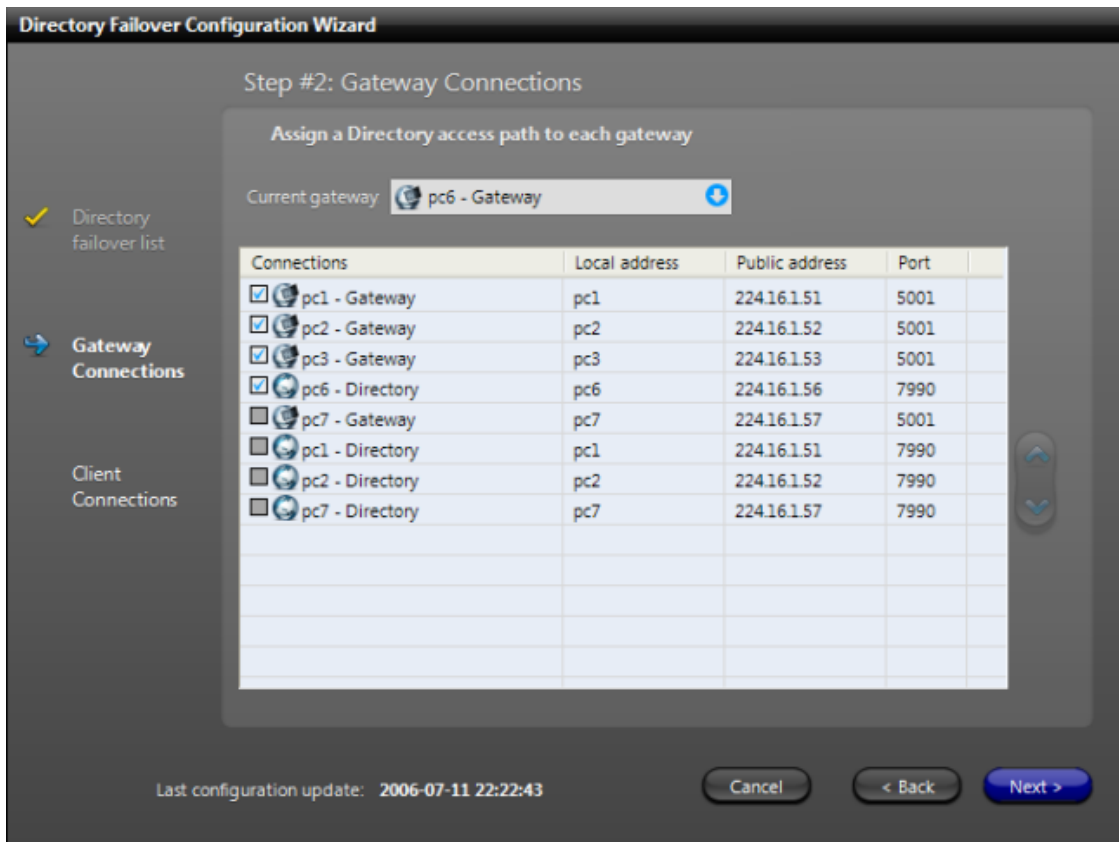 Directory Failover Configuration Wizard
Step #2: Gateway Connections
Assign a Directory access path to each gateway
Current gateway pc6 - Gateway
Directory
failover list
Gateway
Connections
Client
Connections
Connections Local address Public address Port
pc1 - Gateway pc1 224.16.1.51 5001
pc2 - Gateway pc2 224.16.1.52 5001
pc3 - Gateway pc3 224.16.1.53 5001
pc6 - Directory pc6 224.16.1.56 7990
pc7 - Gateway pc7 224.16.1.57 5001
pc1 - Directory pc1 224.16.1.51 7990
pc2 - Directory pc2 224.16.1.52 7990
pc7 - Directory pc7 224.16.1.57 7990
Last configuration update: 2006-07-11 22:22:43
Cancel < Back Next >